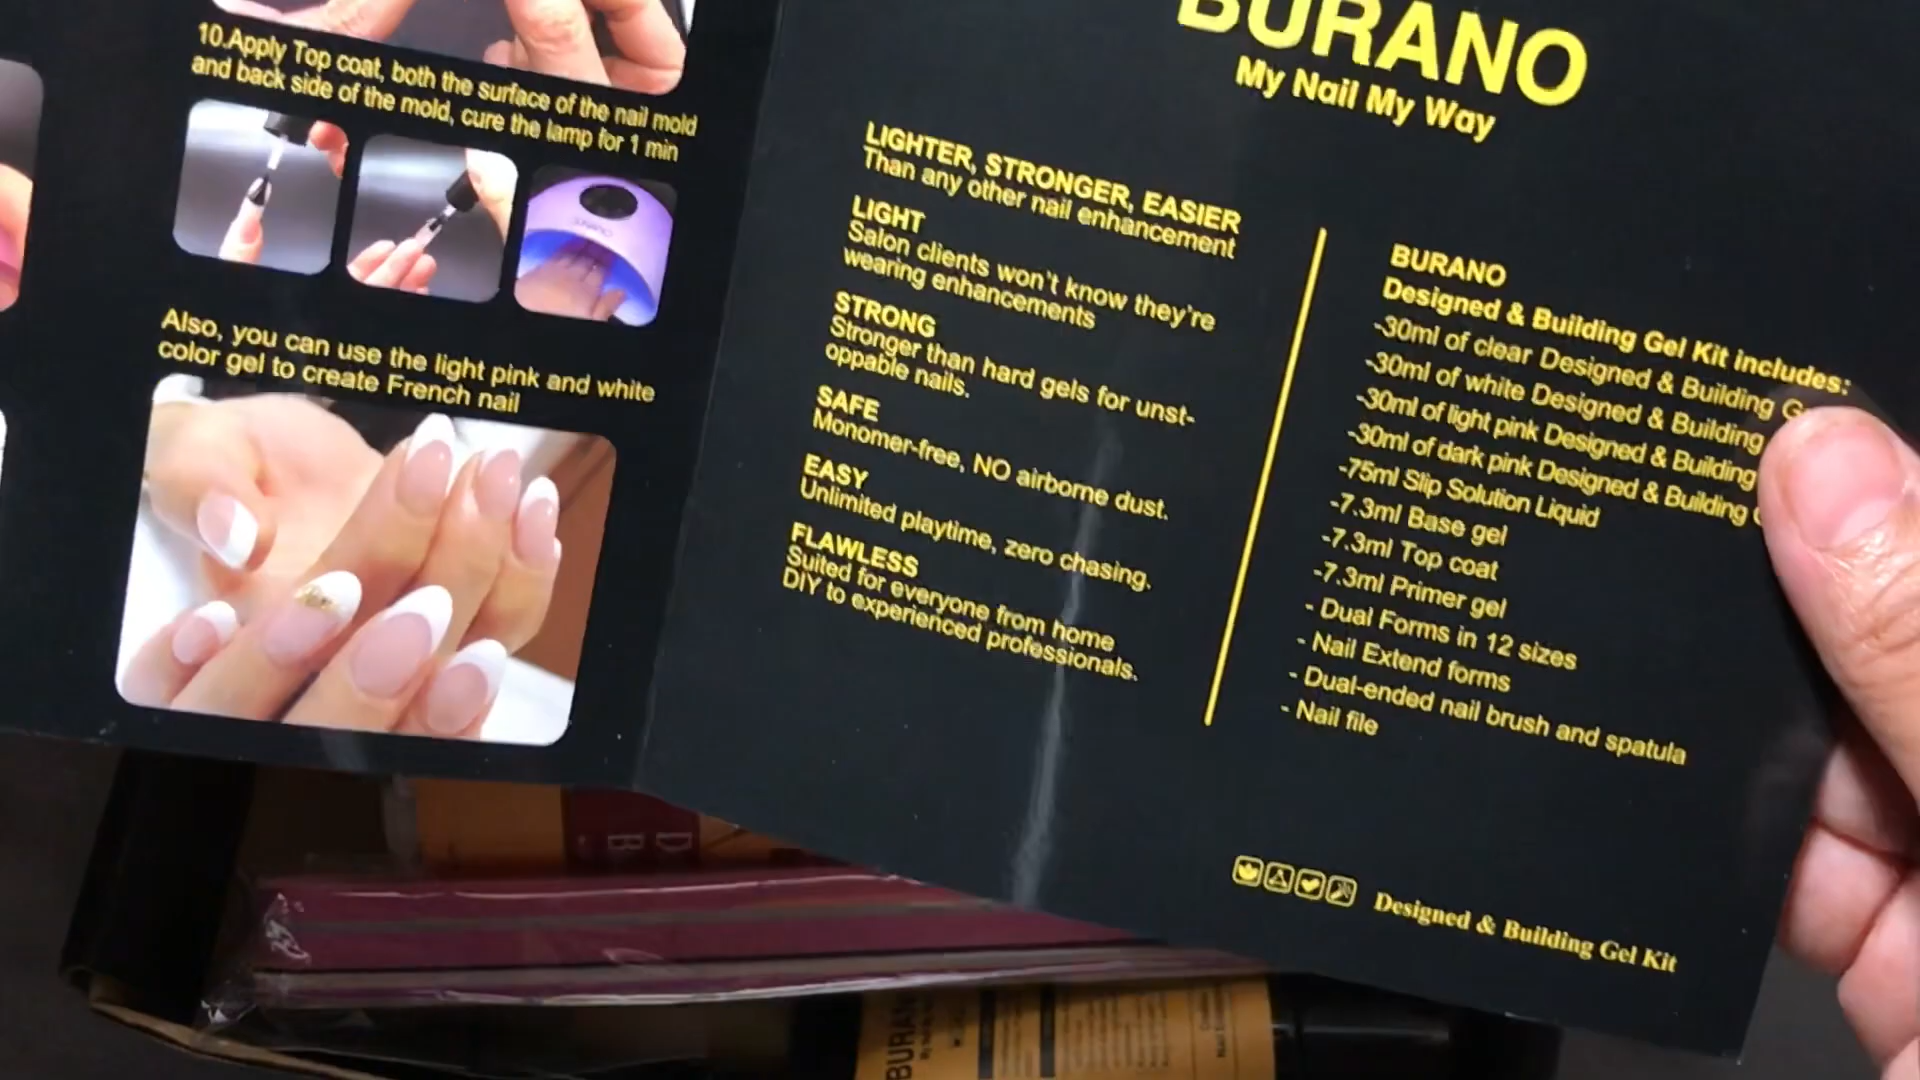 10.Apply Top coat, both the surface of the nail mold
and back side of the mold, cure the lamp for 1 min
Also, you can use the light pink and white
color gel to create French nail
BURANO
My Nail My Way
LIGHTER, STRONGER, EASIER
Than any other nail enhancement
LIGHT
Salon clients won't know they're
wearing enhancements
STRONG
Stronger than hard gels for unst-
oppable nails.
SAFE
Monomer-free, NO airborne dust.
EASY
Unlimited playtime, zero chasing.
FLAWLESS
Suited for everyone from home
DIY to experienced professionals.
BURANO
Designed & Building Gel Kit includes:
-30ml of clear Designed & Building
-30ml of white Designed & Building
-30ml of light pink Designed & Building
-30ml of dark pink Designed & Building
-75ml Slip Solution Liquid
-7.3ml Base gel
-7.3ml Top coat
-7.3ml Primer gel
- Dual Forms in 12 sizes
- Nail Extend forms
- Dual-ended nail brush and spatula
- Nail file
Designed & Building Gel Kit
D
B
BURANO